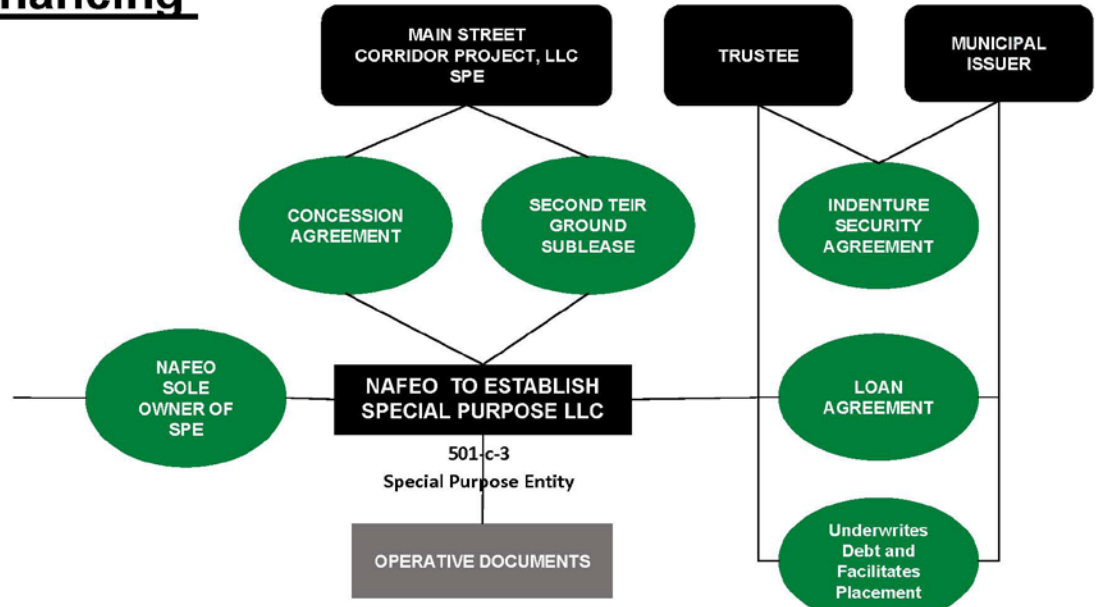 MAIN STREET
CORRIDOR PROJECT, LLC
SPE
TRUSTEE
MUNICIPAL
ISSUER
CONCESSION
AGREEMENT
SECOND TEIR
GROUND
SUBLEASE
INDENTURE
SECURITY
AGREEMENT
NAFEO
SOLE
OWNER OF
SPE
NAFEO TO ESTABLISH
SPECIAL PURPOSE LLC
LOAN
AGREEMENT
501-c-3
Special Purpose Entity
OPERATIVE DOCUMENTS
Underwrites
Debt and
Facilitates
Placement